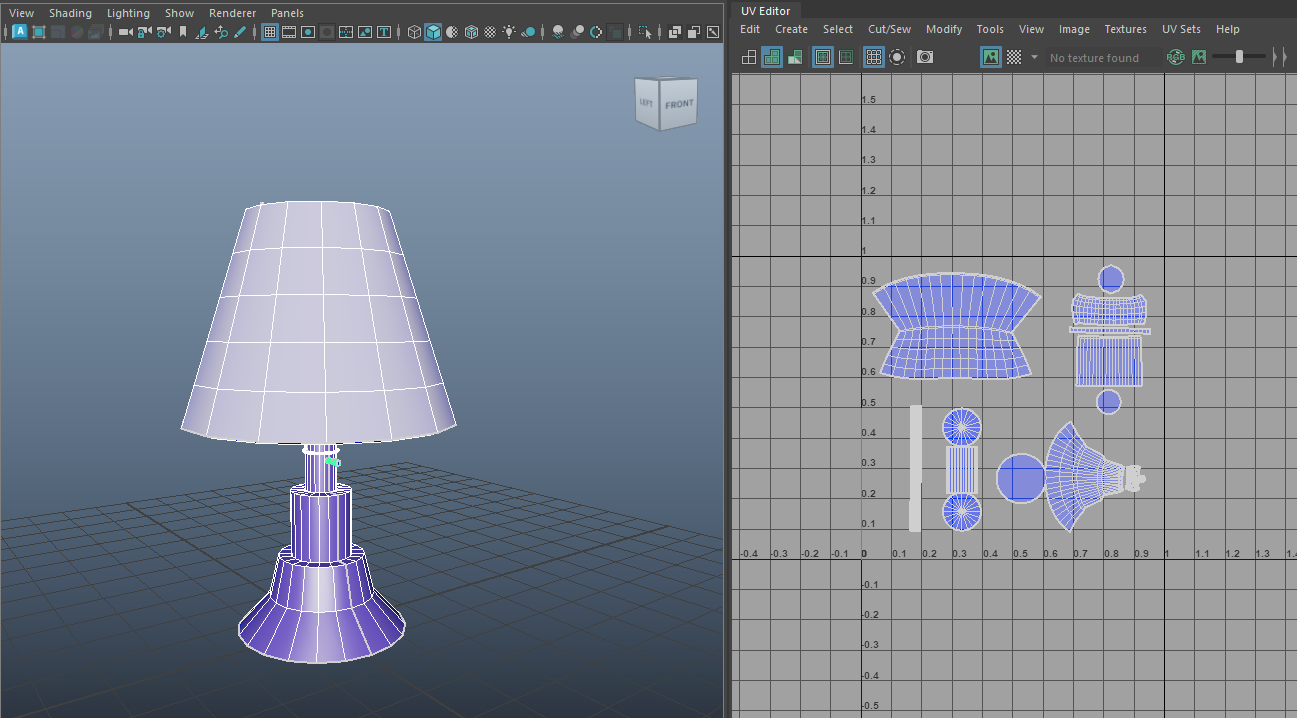 View Shading Lighting Show Renderer Panels
A
T
LEFT FRONT
UV Editor
Edit Create Select Cut/Sew Modify Tools View Image Textures UV Sets Help
No texture found
RGB
1.5
1.4
1.3
1.2
1.1
1
0.9
0.8
0.7
0.6
0.5
0.4
0.3
0.2
0.1
-0.4 -0.3 -0.2 -0.1 0 0.1 0.2 0.3 0.4 0.5 0.6 0.7 0.8 0.9 1 1.1 1.2 1.3 1.4
-0.1
-0.2
-0.3
-0.4
-0.5